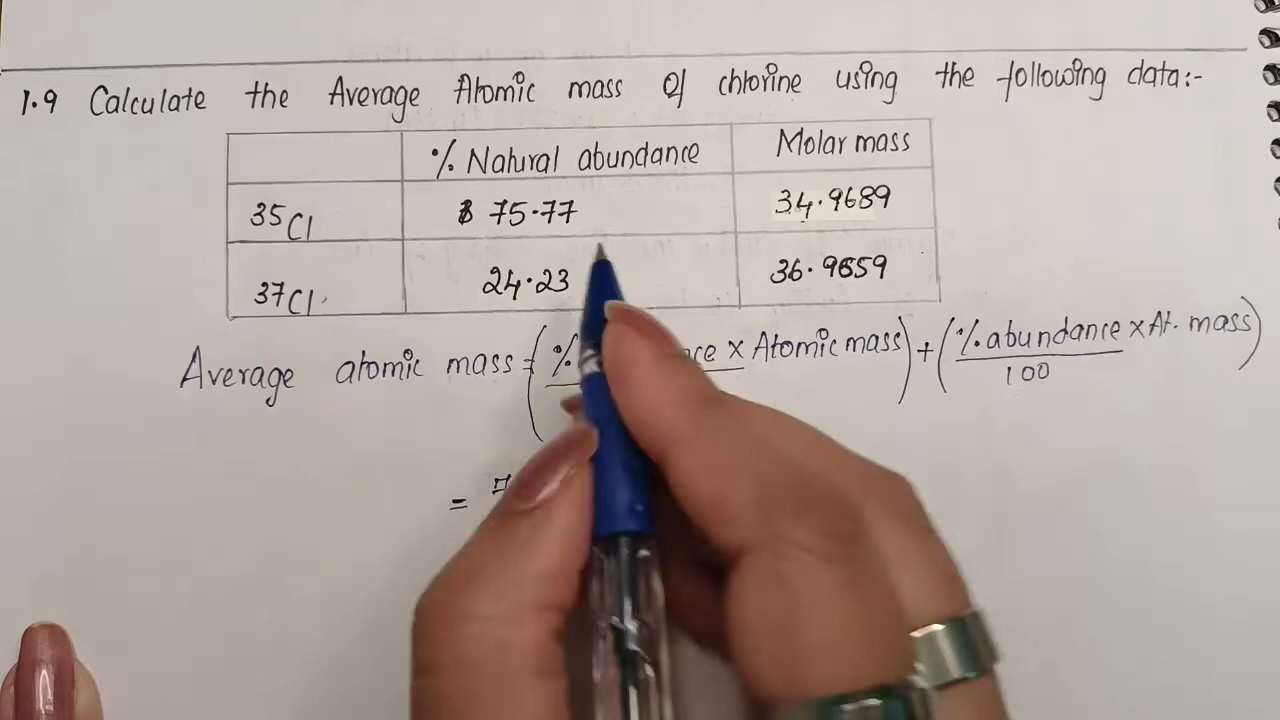 1.9 Calculate the Average Atomic mass of chlorine using the following data:-
% Natural abundance Molar mass
35Cl 75.77 34.9689
37Cl 24.23 36.9659
Average atomic mass = (% × Atomic mass) + (% abundance × At. mass)
100
=